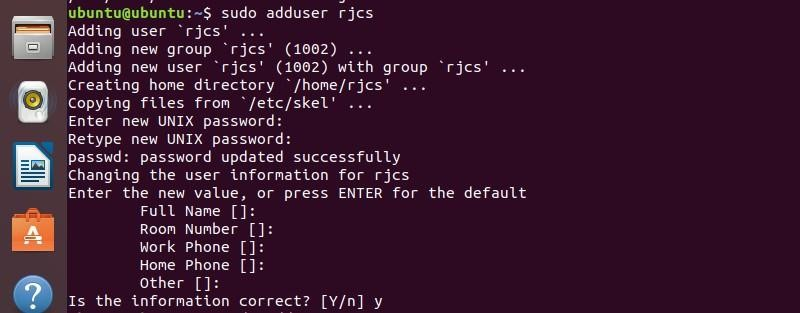 ubuntu@ubuntu:~$ sudo adduser rjcs
Adding user `rjcs' ...
Adding new group `rjcs' (1002) ...
Adding new user `rjcs' (1002) with group `rjcs' ...
Creating home directory `/home/rjcs' ...
Copying files from `/etc/skel' ...
Enter new UNIX password:
Retype new UNIX password:
passwd: password updated successfully
Changing the user information for rjcs
Enter the new value, or press ENTER for the default
        Full Name []:
        Room Number []:
        Work Phone []:
        Home Phone []:
        Other []:
Is the information correct? [Y/n] y